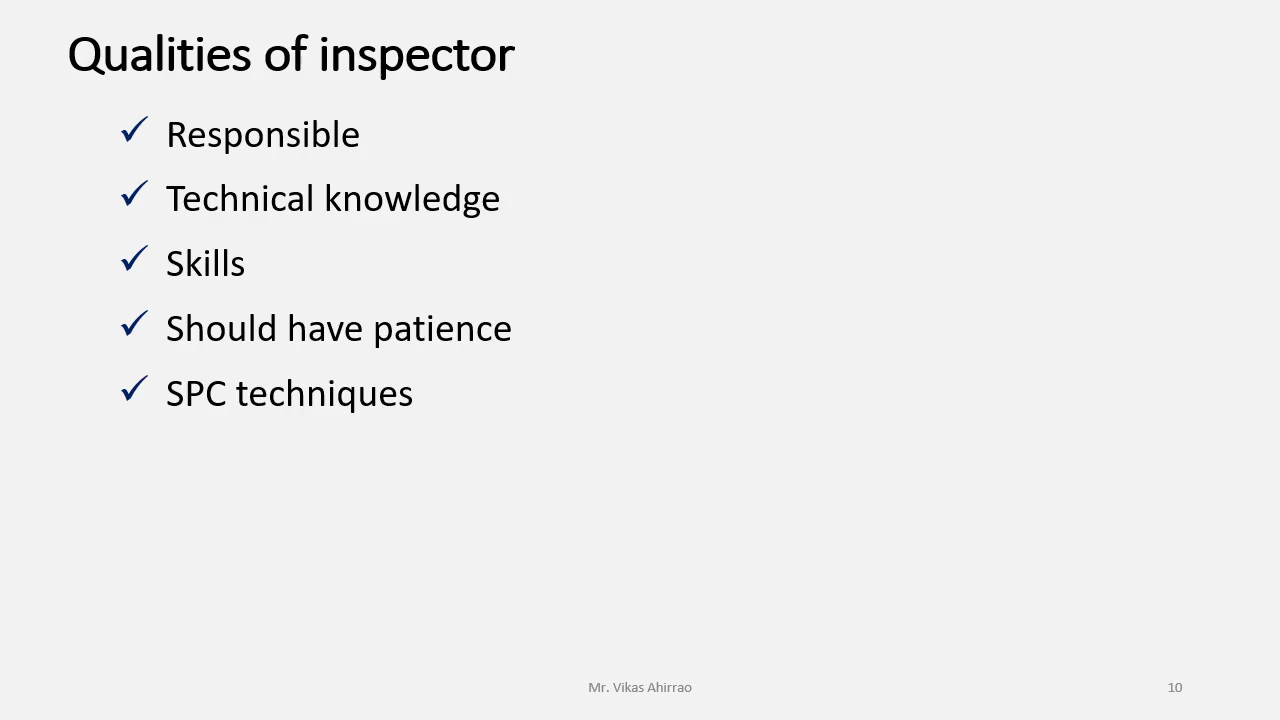 Qualities of inspector
✓ Responsible
✓ Technical knowledge
✓ Skills
✓ Should have patience
✓ SPC techniques
Mr. Vikas Ahirrao
10